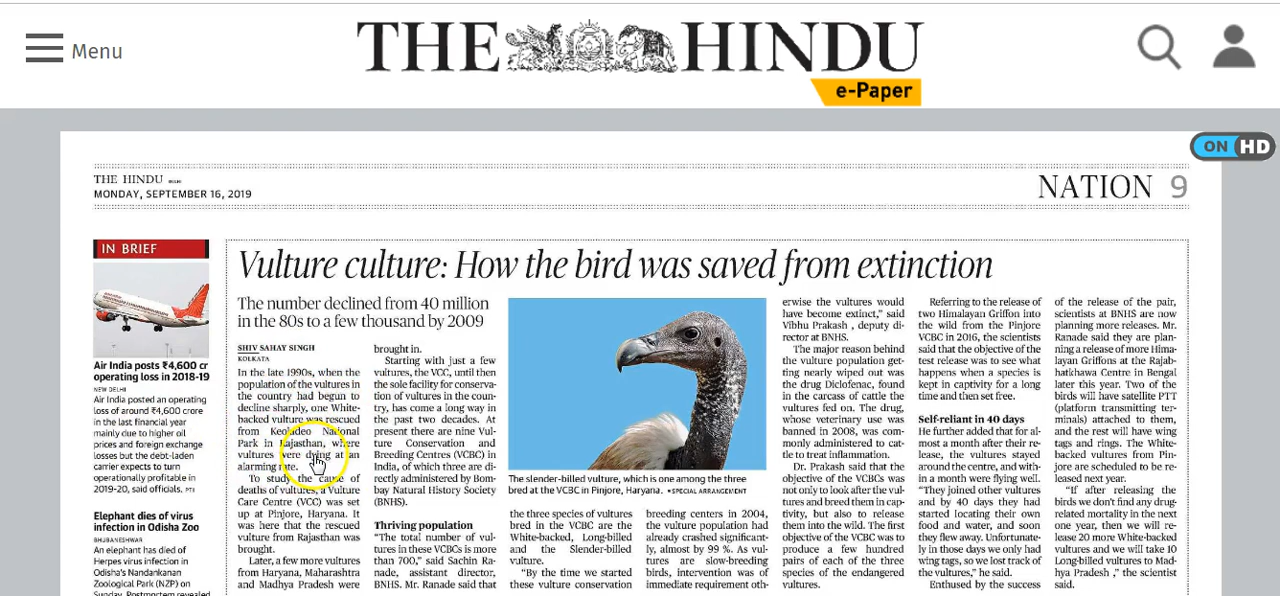 Menu
THE HINDU
e-Paper
ON HD
THE HINDU
MONDAY, SEPTEMBER 16, 2019
NATION 9
IN BRIEF
Air India posts ₹4,600 cr
operating loss in 2018-19
NEW DELHI
Air India posted an operating
loss of around ₹4,600 crore
in the last financial year
mainly due to higher oil
prices and foreign exchange
losses but the debt-laden
carrier expects to turn
operationally profitable in
2019-20, said officials. PTI
Elephant dies of virus
infection in Odisha Zoo
BHUBANESHWAR
An elephant has died of
Herpes virus infection in
Odisha's Nandankanan
Zoological Park (NZP) on
Sunday. Postmortem revealed
Vulture culture: How the bird was saved from extinction
The number declined from 40 million
in the 80s to a few thousand by 2009
SHIV SAHAY SINGH
KOLKATA
In the late 1990s, when the
population of the vultures in
the country had begun to
decline sharply, one White-
backed vulture was rescued
from Keoladeo National
Park in Rajasthan, where
vultures were dying at an
alarming rate.
To study the cause of
deaths of vultures, a Vulture
Care Centre (VCC) was set
up at Pinjore, Haryana. It
was here that the rescued
vulture from Rajasthan was
brought.
Later, a few more vultures
from Haryana, Maharashtra
and Madhya Pradesh were
brought in.
Starting with just a few
vultures, the VCC, until then
the sole facility for conserva-
tion of vultures in the coun-
try, has come a long way in
the past two decades. At
present there are nine Vul-
ture Conservation and
Breeding Centres (VCBC) in
India, of which three are di-
rectly administered by Bom-
bay Natural History Society
(BNHS).
Thriving population
"The total number of vul-
tures in these VCBCs is more
than 700," said Sachin Ra-
nade, assistant director,
BNHS. Mr. Ranade said that
The slender-billed vulture, which is one among the three
bred at the VCBC in Pinjore, Haryana. •SPECIAL ARRANGEMENT
the three species of vultures
bred in the VCBC are the
White-backed, Long-billed
and the Slender-billed
vulture.
"By the time we started
these vulture conservation
breeding centers in 2004,
the vulture population had
already crashed significant-
ly, almost by 99 %. As vul-
tures are slow-breeding
birds, intervention was of
immediate requirement oth-
erwise the vultures would
have become extinct," said
Vibhu Prakash , deputy di-
rector at BNHS.
The major reason behind
the vulture population get-
ting nearly wiped out was
the drug Diclofenac, found
in the carcass of cattle the
vultures fed on. The drug,
whose veterinary use was
banned in 2008, was com-
monly administered to cat-
tle to treat inflammation.
Dr. Prakash said that the
objective of the VCBCs was
not only to look after the vul-
tures and breed them in cap-
tivity, but also to release
them into the wild. The first
objective of the VCBC was to
produce a few hundred
pairs of each of the three
species of the endangered
vultures.
Referring to the release of
two Himalayan Griffon into
the wild from the Pinjore
VCBC in 2016, the scientists
said that the objective of the
test release was to see what
happens when a species is
kept in captivity for a long
time and then set free.
Self-reliant in 40 days
He further added that for al-
most a month after their re-
lease, the vultures stayed
around the centre, and with-
in a month were flying well.
"They joined other vultures
and by 40 days they had
started locating their own
food and water, and soon
they flew away. Unfortunate-
ly in those days we only had
wing tags, so we lost track of
the vultures," he said.
Enthused by the success
of the release of the pair,
scientists at BNHS are now
planning more releases. Mr.
Ranade said they are plan-
ning a release of more Hima-
layan Griffons at the Rajab-
hatkhawa Centre in Bengal
later this year. Two of the
birds will have satellite PTT
(platform transmitting ter-
minals) attached to them,
and the rest will have wing
tags and rings. The White-
backed vultures from Pin-
jore are scheduled to be re-
leased next year.
"If after releasing the
birds we don't find any drug-
related mortality in the next
one year, then we will re-
lease 20 more White-backed
vultures and we will take 10
Long-billed vultures to Mad-
hya Pradesh ," the scientist
said.